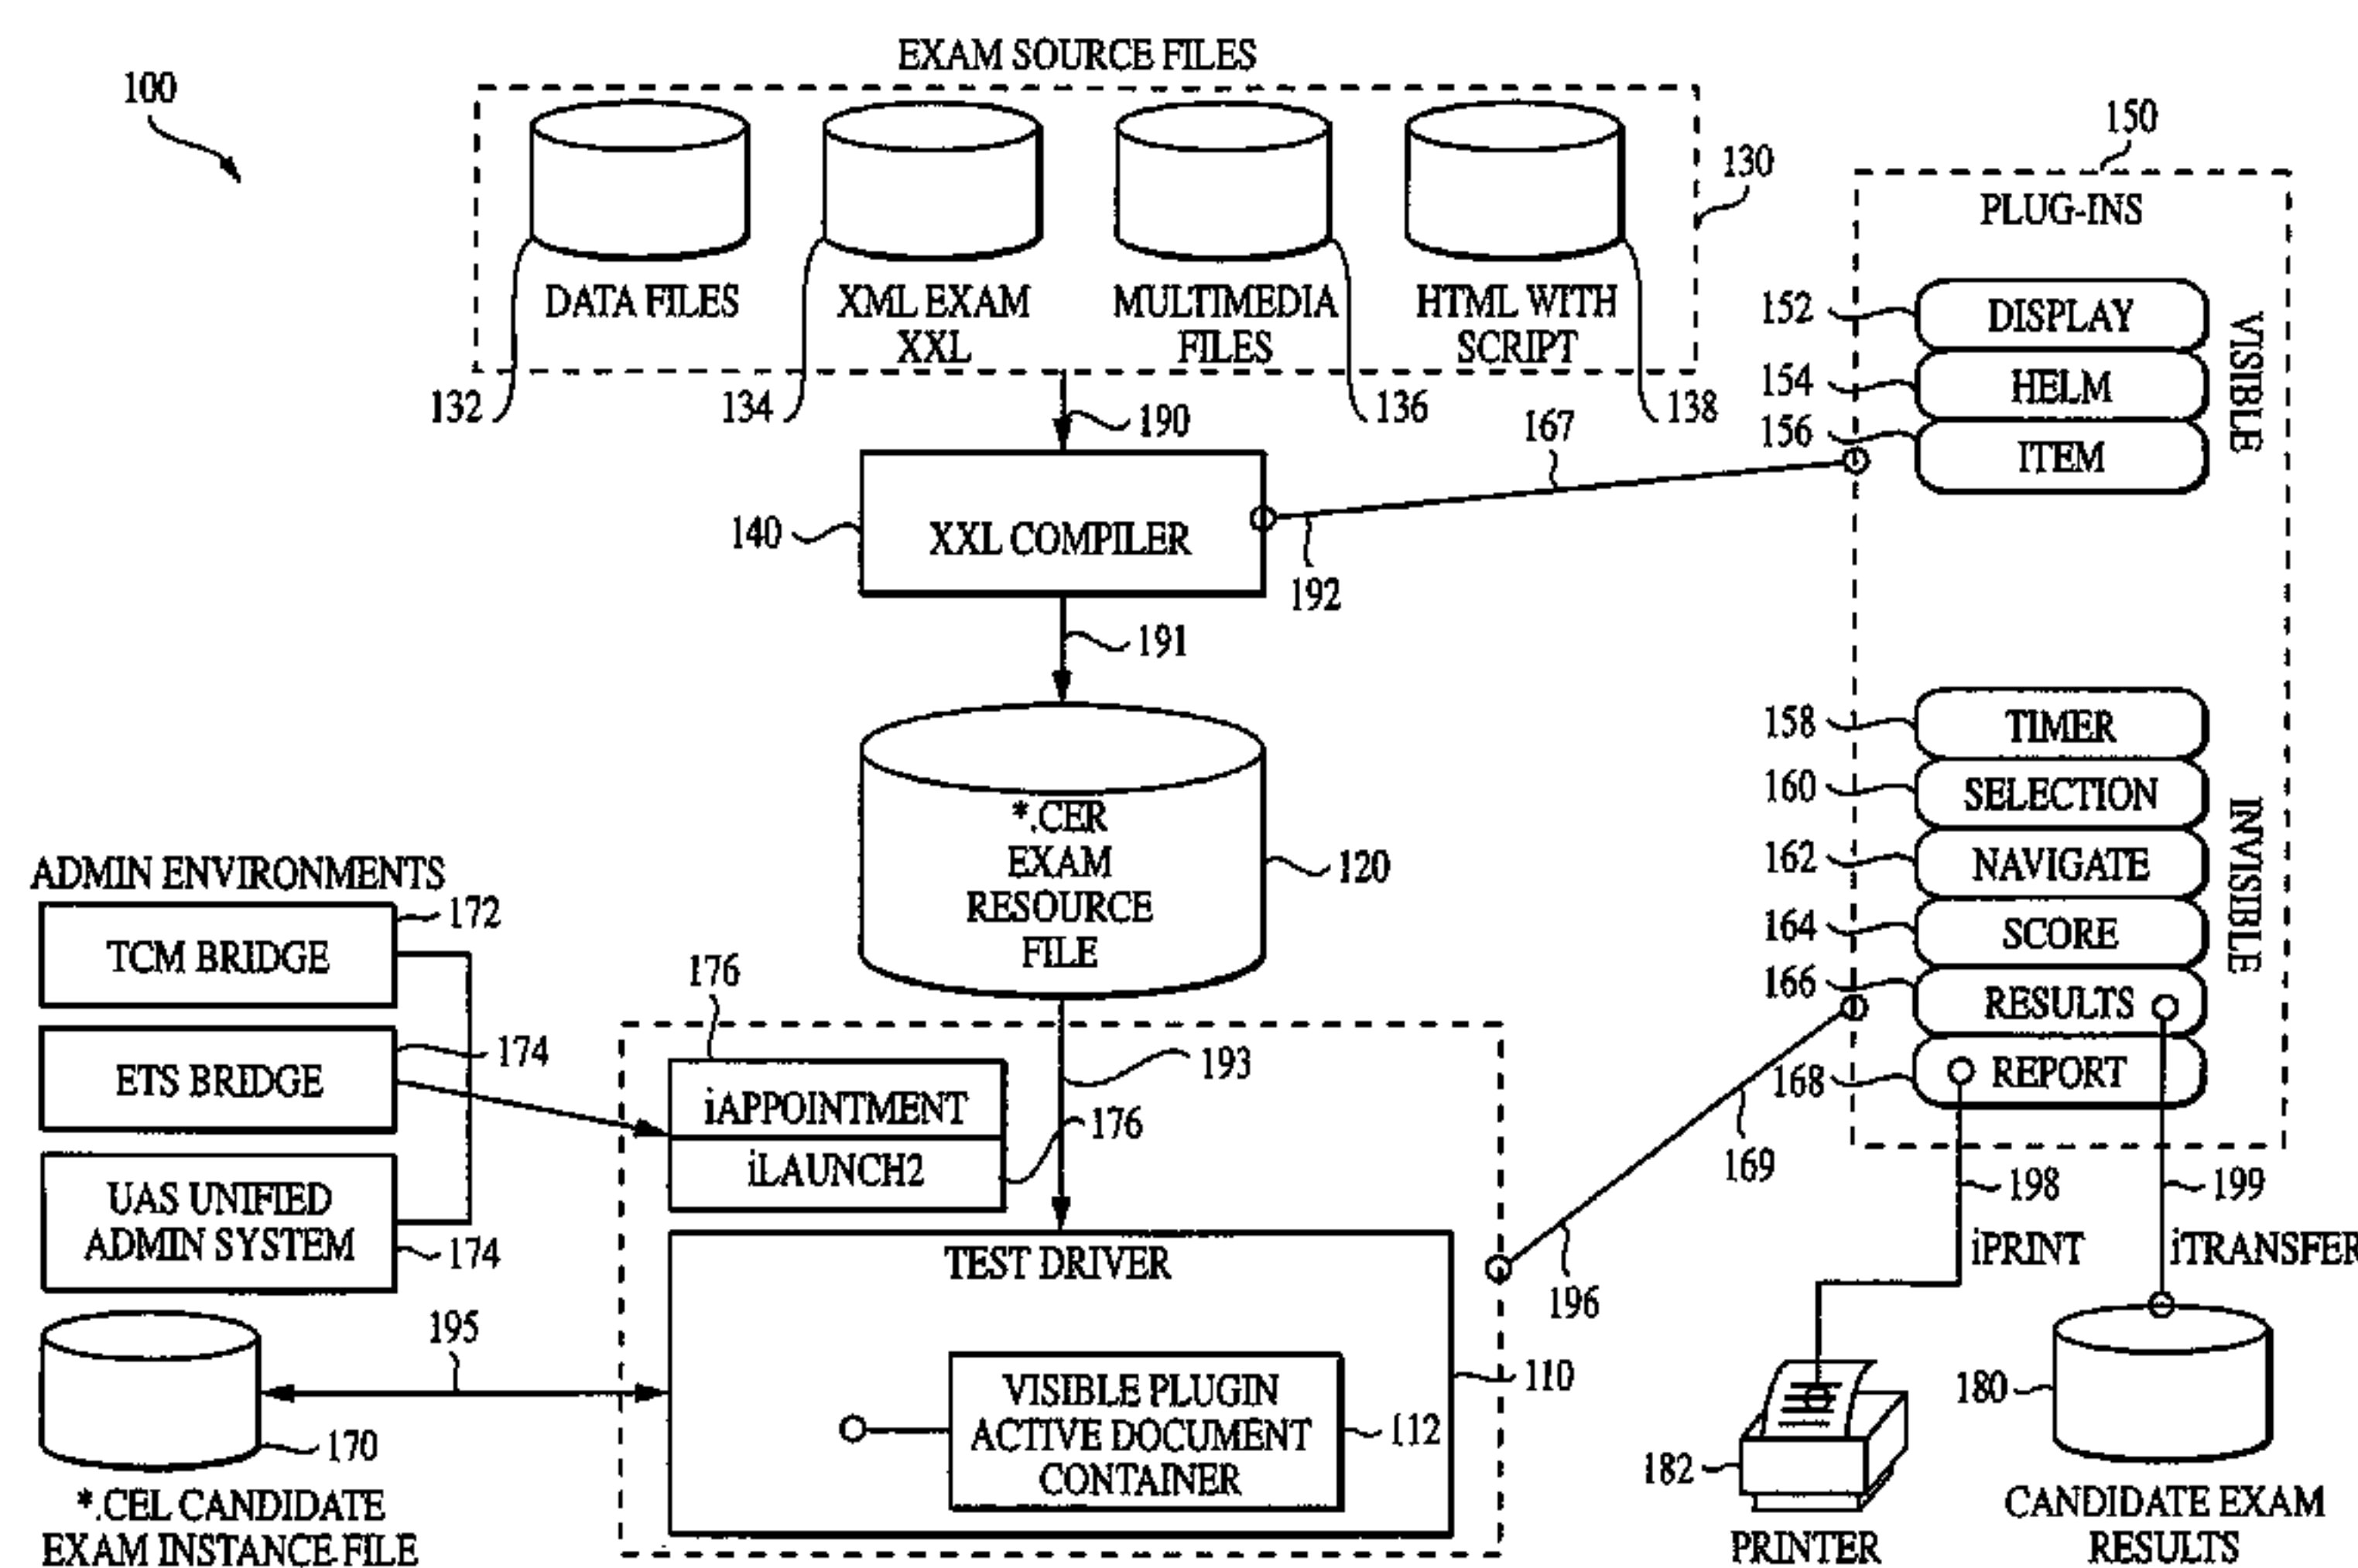 100
EXAM SOURCE FILES
130
DATA FILES
XML EXAM
XXL
MULTIMEDIA
FILES
HTML WITH
SCRIPT
132
134
136
138
190
140
XXL COMPILER
167
192
191
*.CER
EXAM
RESOURCE
FILE
120
150
PLUG-INS
152
DISPLAY
154
HELM
156
ITEM
VISIBLE
158
TIMER
160
SELECTION
162
NAVIGATE
164
SCORE
166
RESULTS
168
REPORT
INVISIBLE
ADMIN ENVIRONMENTS
172
TCM BRIDGE
174
ETS BRIDGE
UAS UNIFIED
ADMIN SYSTEM
174
176
iAPPOINTMENT
iLAUNCH2
176
193
TEST DRIVER
VISIBLE PLUGIN
ACTIVE DOCUMENT
CONTAINER
112
110
195
170
*.CEL CANDIDATE
EXAM INSTANCE FILE
169
196
198
iPRINT
199
iTRANSFER
182
PRINTER
180
CANDIDATE EXAM
RESULTS